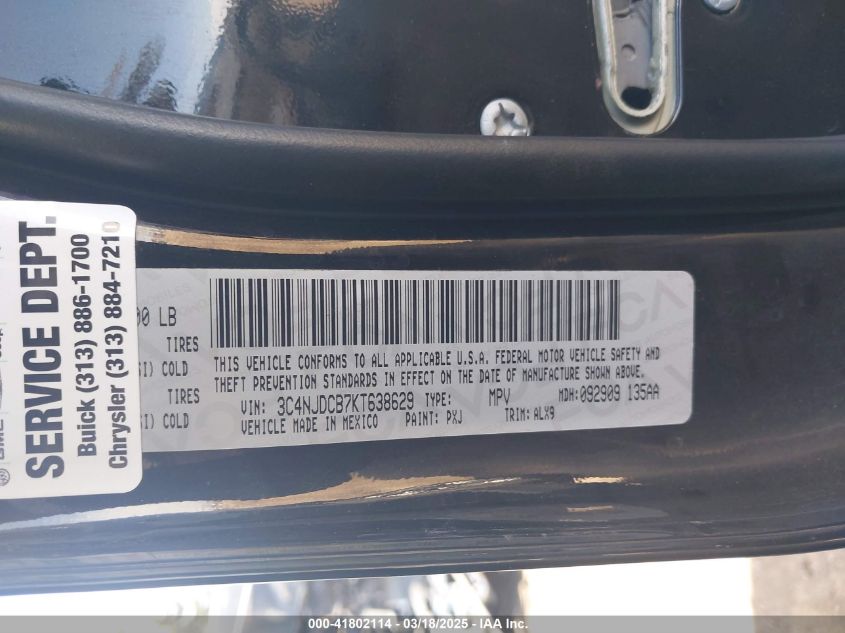 SERVICE DEPT.
Buick (313) 886-1700
Chrysler (313) 884-7210
00 LB
TIRES
COLD
TIRES
COLD
THIS VEHICLE CONFORMS TO ALL APPLICABLE U.S.A. FEDERAL MOTOR VEHICLE SAFETY AND
THEFT PREVENTION STANDARDS IN EFFECT ON THE DATE OF MANUFACTURE SHOWN ABOVE.
VIN: 3C4NJDCB7KT638629 TYPE: MPV MDH:092909 135AA
VEHICLE MADE IN MEXICO PAINT: PXJ TRIM: ALX9
00-41802114 — 03/18/2025 — IAA Inc.